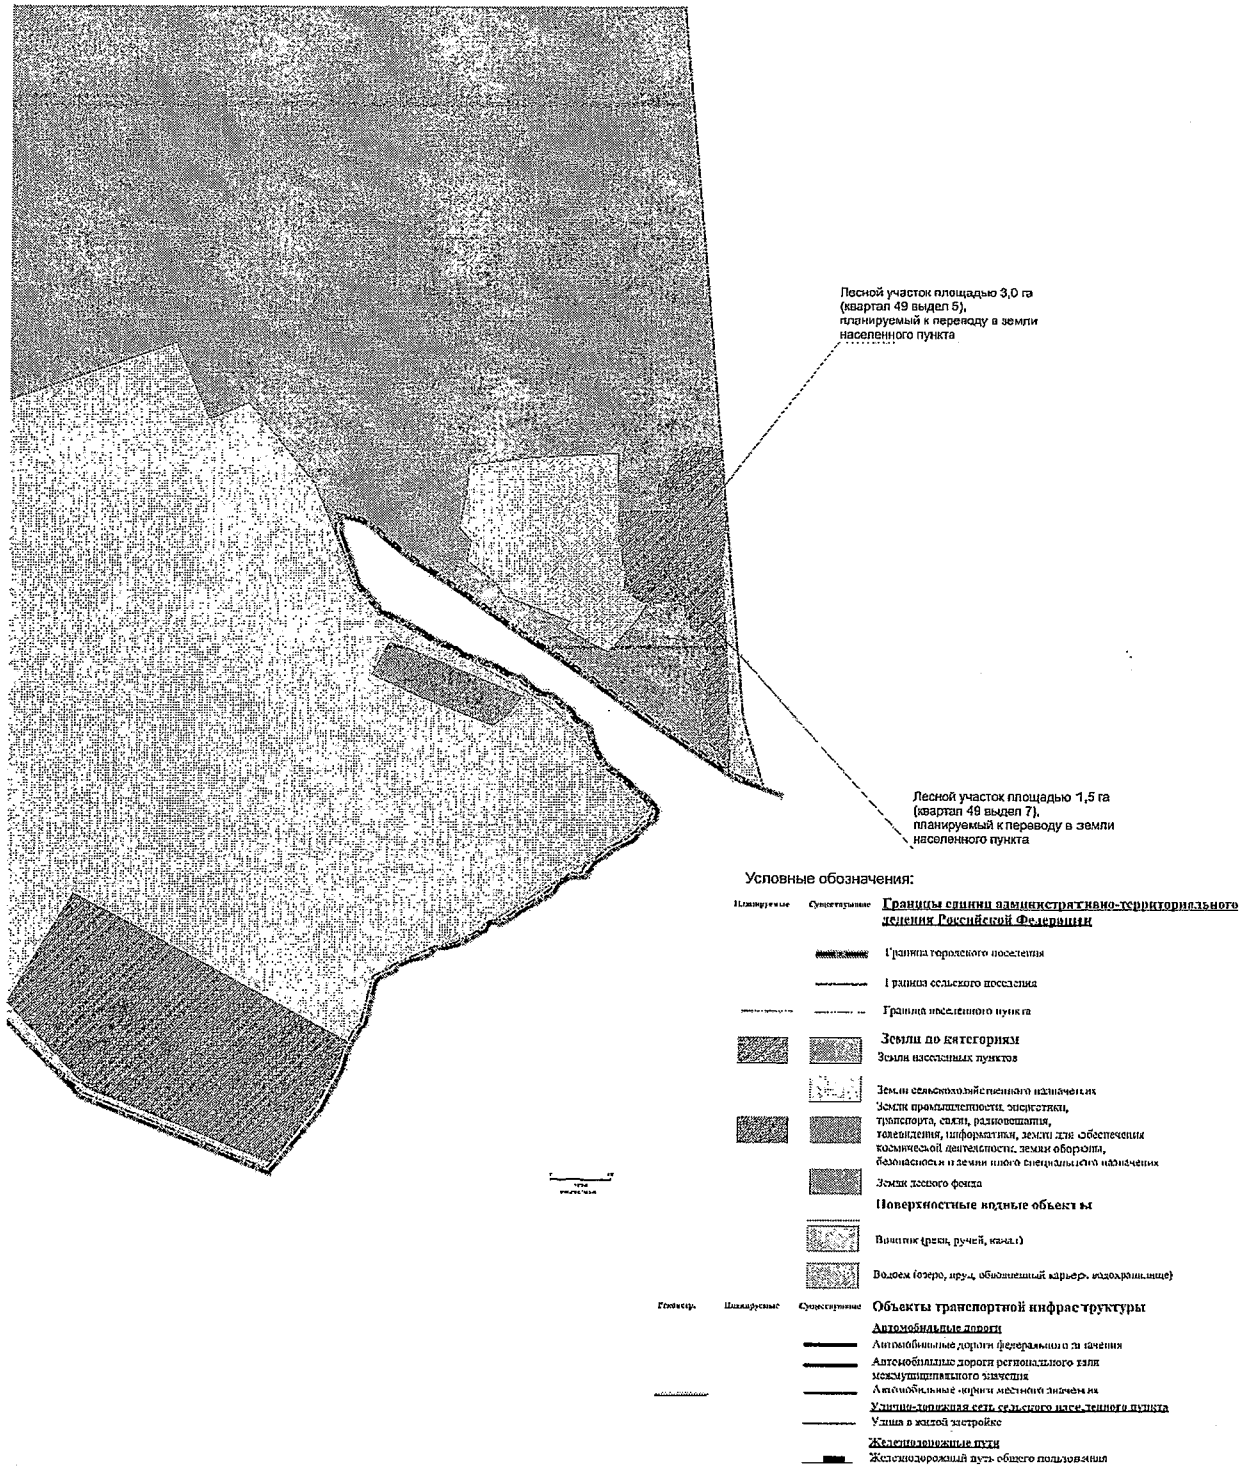 Лесной участок площадью 3,0 га
(квартал 49 выдел 5),
планируемый к переводу в земли
населенного пункта
Лесной участок площадью 1,5 га
(квартал 49 выдел 7),
планируемый к переводу в земли
населенного пункта
Условные обозначения:
Планируемые Существующие Границы единиц административно-территориального
деления Российской Федерации
Граница городского поселения
Граница сельского поселения
Граница населенного пункта
Земли по категориям
Земли населенных пунктов
Земли сельскохозяйственного назначения
Земли промышленности, энергетики,
транспорта, связи, радиовещания,
телевидения, информатики, земли для обеспечения
космической деятельности, земли обороны,
безопасности и земли иного специального назначения
Земли лесного фонда
Поверхностные водные объекты
Водоток (река, ручей, канал)
Водоем (озеро, пруд, обводненный карьер, водохранилище)
Планируемые Существующие Объекты транспортной инфраструктуры
Автомобильные дороги
Автомобильные дороги федерального значения
Автомобильные дороги регионального или
межмуниципального значения
Автомобильные дороги местного значения
Улично-дорожная сеть сельского населенного пункта
Улица в жилой застройке
Железнодорожные пути
Железнодорожный путь общего пользования